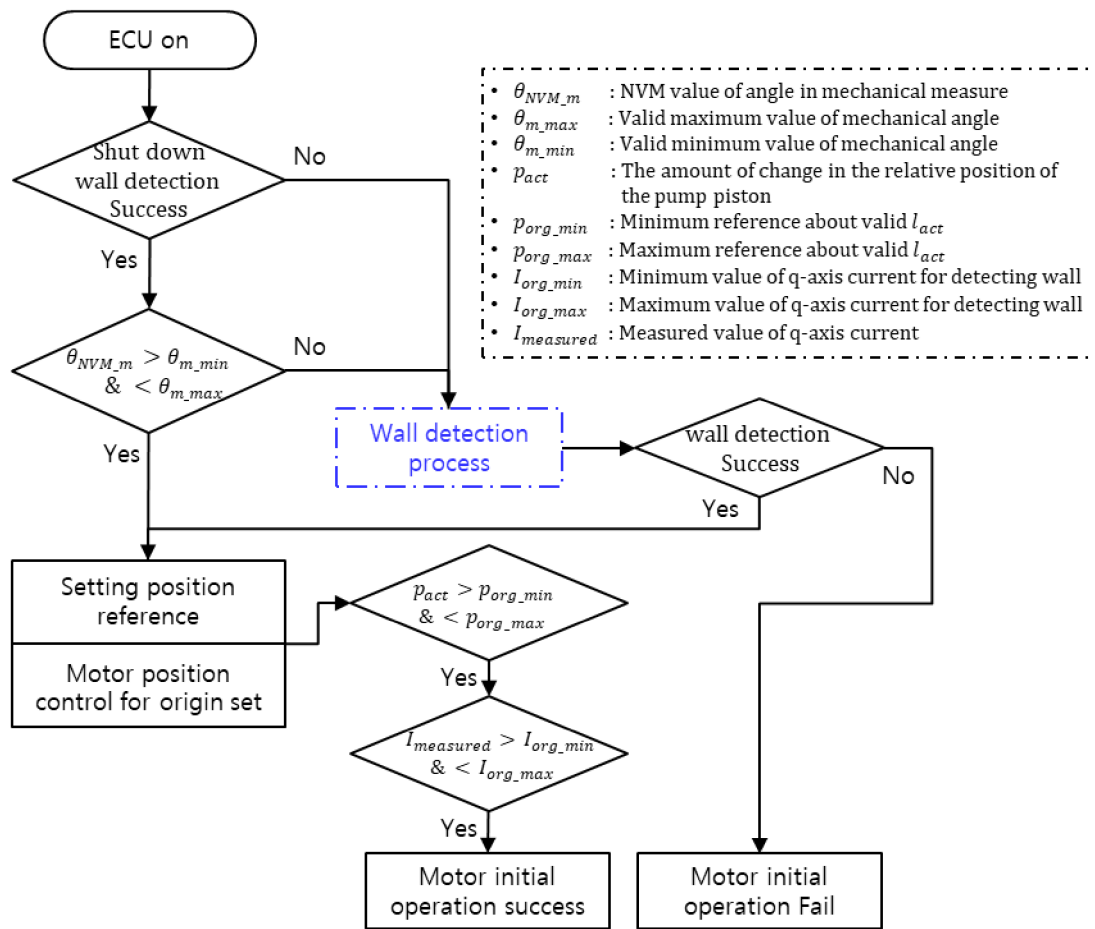 ECU on
Shut down
wall detection
Success
No
Yes
θ_NVM_m > θ_m_min
& < θ_m_max
No
Yes
• θ_NVM_m : NVM value of angle in mechanical measure
• θ_m_max : Valid maximum value of mechanical angle
• θ_m_min : Valid minimum value of mechanical angle
• p_act : The amount of change in the relative position of
the pump piston
• p_org_min : Minimum reference about valid l_act
• p_org_max : Maximum reference about valid l_act
• I_org_min : Minimum value of q-axis current for detecting wall
• I_org_max : Maximum value of q-axis current for detecting wall
• I_measured : Measured value of q-axis current
Wall detection
process
wall detection
Success
No
Yes
Setting position
reference
Motor position
control for origin set
p_act > p_org_min
& < p_org_max
Yes
I_measured > I_org_min
& < I_org_max
Yes
Motor initial
operation success
Motor initial
operation Fail